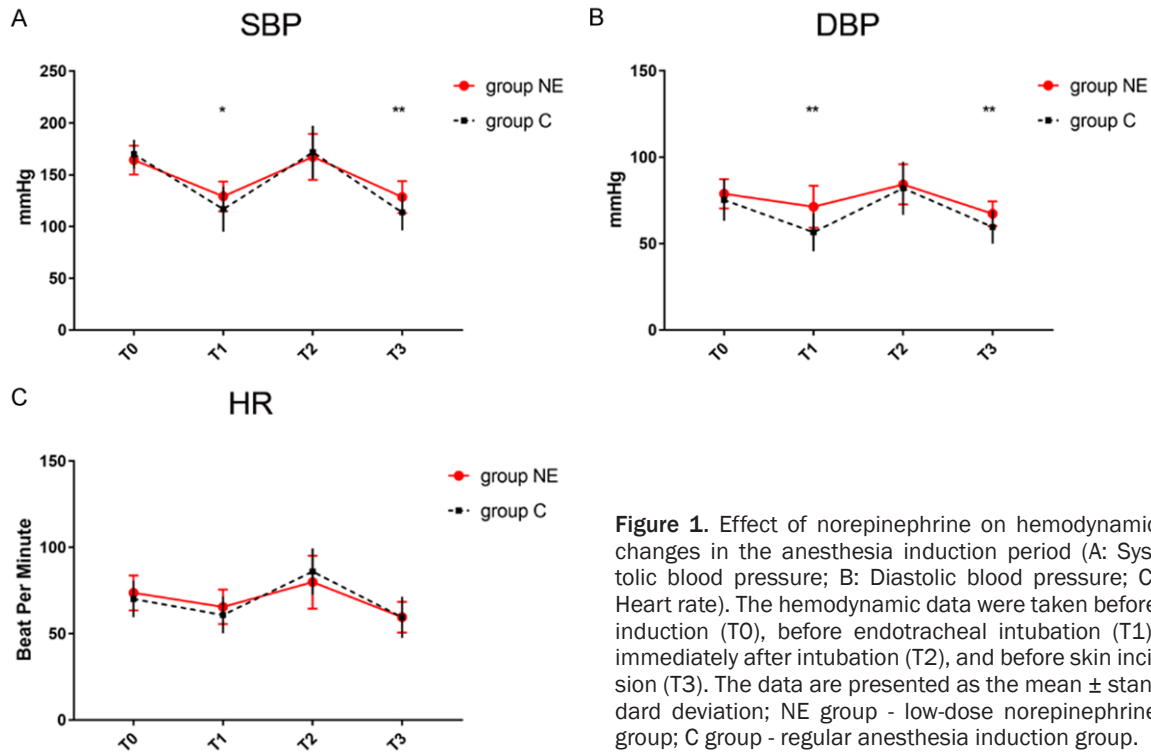 A
SBP
250
200
150
100
50
0
mmHg
T0 T1 T2 T3
* **
group NE
group C
B
DBP
150
100
50
0
mmHg
T0 T1 T2 T3
** **
group NE
group C
C
HR
150
100
50
0
Beat Per Minute
T0 T1 T2 T3
group NE
group C
Figure 1. Effect of norepinephrine on hemodynamic
changes in the anesthesia induction period (A: Sys-
tolic blood pressure; B: Diastolic blood pressure; C
Heart rate). The hemodynamic data were taken before
induction (T0), before endotracheal intubation (T1)
immediately after intubation (T2), and before skin inci-
sion (T3). The data are presented as the mean ± stan-
dard deviation; NE group - low-dose norepinephrine
group; C group - regular anesthesia induction group.